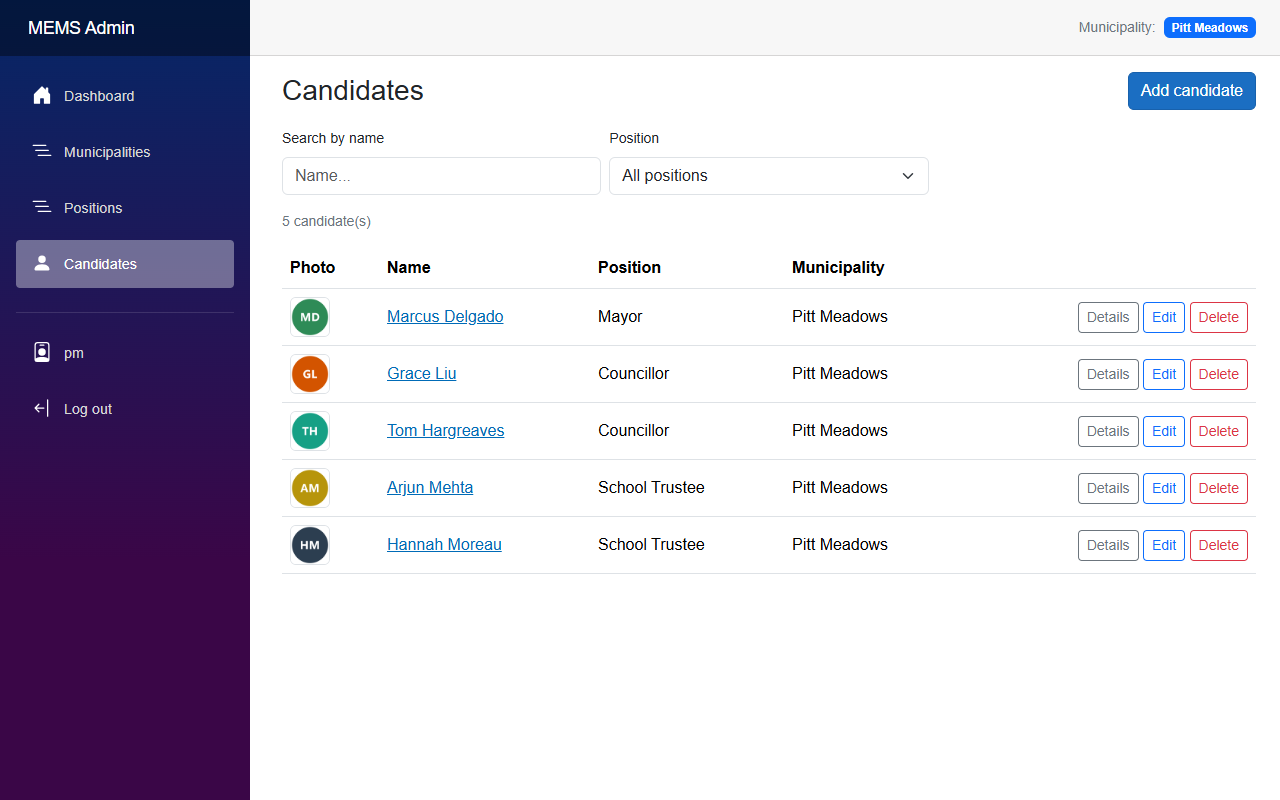 MEMS Admin
Municipality: Pitt Meadows
Dashboard
Municipalities
Positions
Candidates
pm
Log out
Candidates
Add candidate
Search by name
Position
Name...
All positions
5 candidate(s)
Photo Name Position Municipality
MD Marcus Delgado Mayor Pitt Meadows Details Edit Delete
GL Grace Liu Councillor Pitt Meadows Details Edit Delete
TH Tom Hargreaves Councillor Pitt Meadows Details Edit Delete
AM Arjun Mehta School Trustee Pitt Meadows Details Edit Delete
HM Hannah Moreau School Trustee Pitt Meadows Details Edit Delete